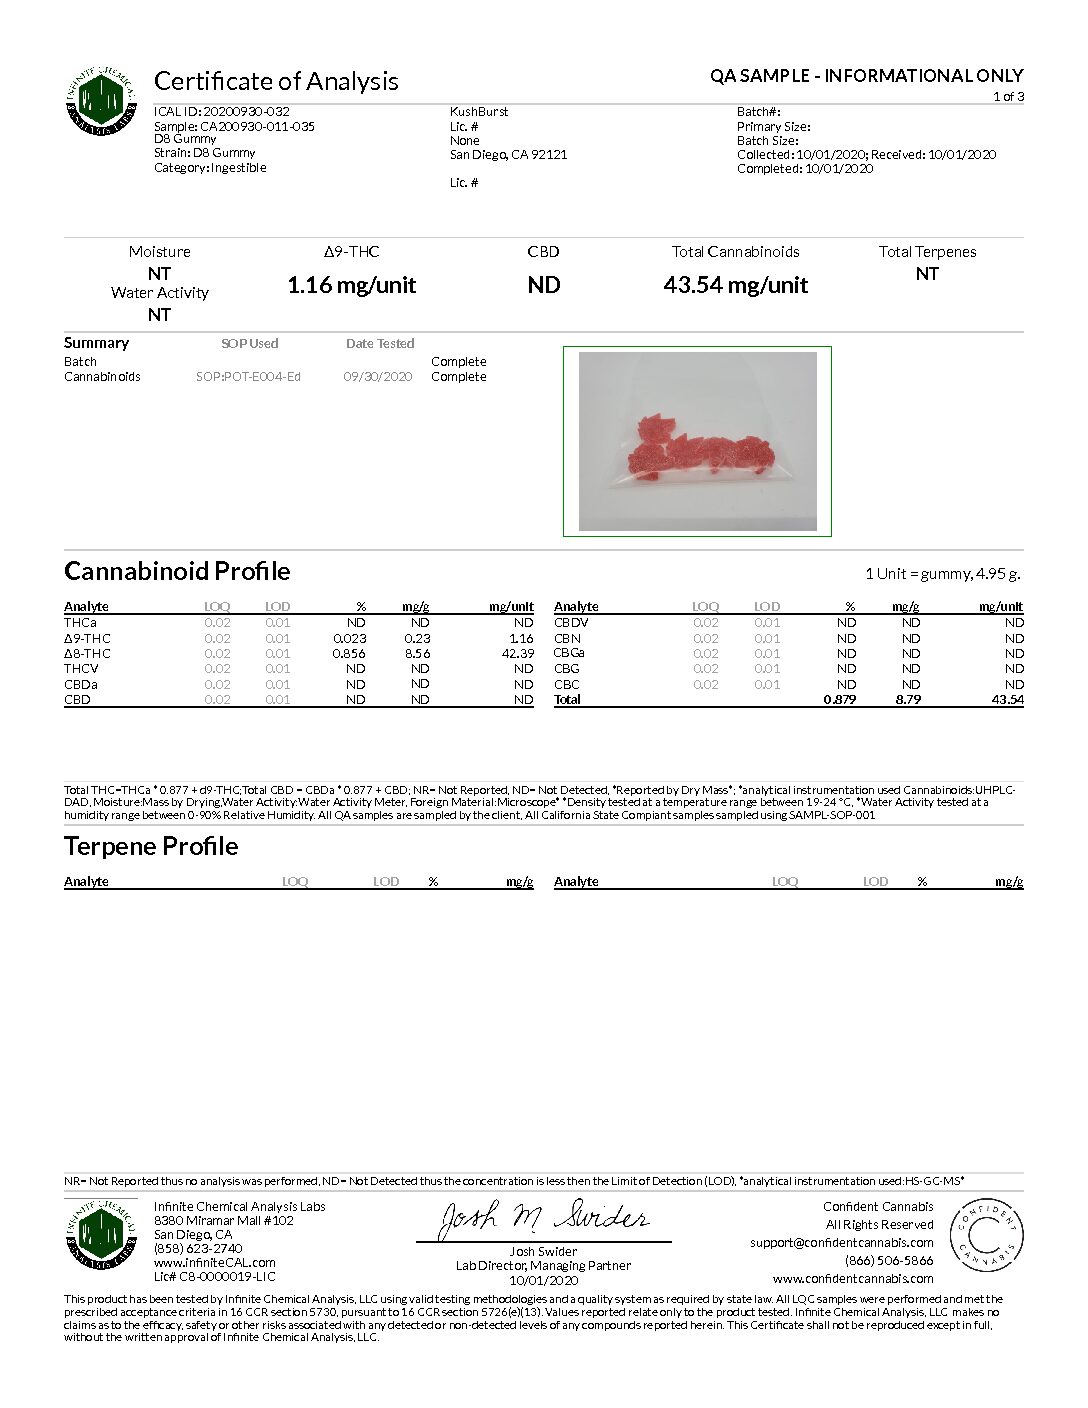 INFINITE CHEMICAL
ANALYSIS LABS
Certificate of Analysis
QA SAMPLE - INFORMATIONAL ONLY
1 of 3
ICAL ID: 20200930-032
Sample: CA200930-011-035
D8 Gummy
Strain: D8 Gummy
Category: Ingestible
KushBurst
Lic. #
None
San Diego, CA 92121
Lic. #
Batch#:
Primary Size:
Batch Size:
Collected: 10/01/2020; Received: 10/01/2020
Completed: 10/01/2020
Moisture
NT
Water Activity
NT
Δ9-THC
1.16 mg/unit
CBD
ND
Total Cannabinoids
43.54 mg/unit
Total Terpenes
NT
Summary SOP Used Date Tested
Batch Complete
Cannabinoids SOP:POT-E004-Ed 09/30/2020 Complete
Cannabinoid Profile
1 Unit = gummy, 4.95 g.
Analyte LOQ LOD % mg/g mg/unit Analyte LOQ LOD % mg/g mg/unit
THCa 0.02 0.01 ND ND ND CBDV 0.02 0.01 ND ND ND
Δ9-THC 0.02 0.01 0.023 0.23 1.16 CBN 0.02 0.01 ND ND ND
Δ8-THC 0.02 0.01 0.856 8.56 42.39 CBGa 0.02 0.01 ND ND ND
THCV 0.02 0.01 ND ND ND CBG 0.02 0.01 ND ND ND
CBDa 0.02 0.01 ND ND ND CBC 0.02 0.01 ND ND ND
CBD 0.02 0.01 ND ND ND Total 0.879 8.79 43.54
Total THC=THCa * 0.877 + d9-THC;Total CBD = CBDa * 0.877 + CBD; NR= Not Reported, ND= Not Detected, *Reported by Dry Mass*; *analytical instrumentation used Cannabinoids:UHPLC-
DAD, Moisture:Mass by Drying,Water Activity:Water Activity Meter, Foreign Material:Microscope* *Density tested at a temperature range between 19-24 °C, *Water Activity tested at a
humidity range between 0-90% Relative Humidity. All QA samples are sampled by the client, All California State Compiant samples sampled using SAMPL-SOP-001
Terpene Profile
Analyte LOQ LOD % mg/g Analyte LOQ LOD % mg/g
NR= Not Reported thus no analysis was performed, ND= Not Detected thus the concentration is less then the Limit of Detection (LOD), *analytical instrumentation used:HS-GC-MS*
INFINITE CHEMICAL
ANALYSIS LABS
Infinite Chemical Analysis Labs
8380 Miramar Mall #102
San Diego, CA
(858) 623-2740
www.infiniteCAL.com
Lic# C8-0000019-LIC
Josh M Swider
Josh Swider
Lab Director, Managing Partner
10/01/2020
Confident Cannabis
All Rights Reserved
support@confidentcannabis.com
(866) 506-5866
www.confidentcannabis.com
CONFIDENT
CANNABIS
This product has been tested by Infinite Chemical Analysis, LLC using valid testing methodologies and a quality system as required by state law. All LQC samples were performed and met the
prescribed acceptance criteria in 16 CCR section 5730, pursuant to 16 CCR section 5726(e)(13). Values reported relate only to the product tested. Infinite Chemical Analysis, LLC makes no
claims as to the efficacy, safety or other risks associated with any detected or non-detected levels of any compounds reported herein. This Certificate shall not be reproduced except in full,
without the written approval of Infinite Chemical Analysis, LLC.